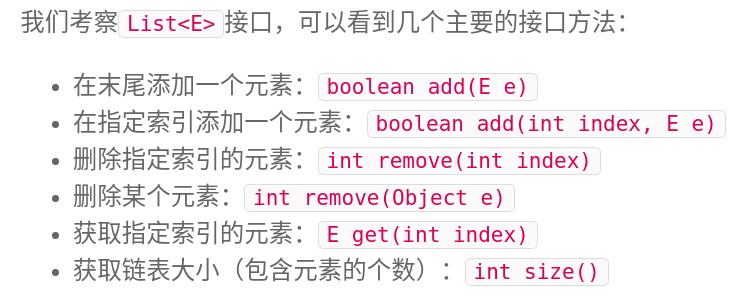 我们考察List<E>接口，可以看到几个主要的接口方法：
• 在末尾添加一个元素：boolean add(E e)
• 在指定索引添加一个元素：boolean add(int index, E e)
• 删除指定索引的元素：int remove(int index)
• 删除某个元素：int remove(Object e)
• 获取指定索引的元素：E get(int index)
• 获取链表大小（包含元素的个数）：int size()